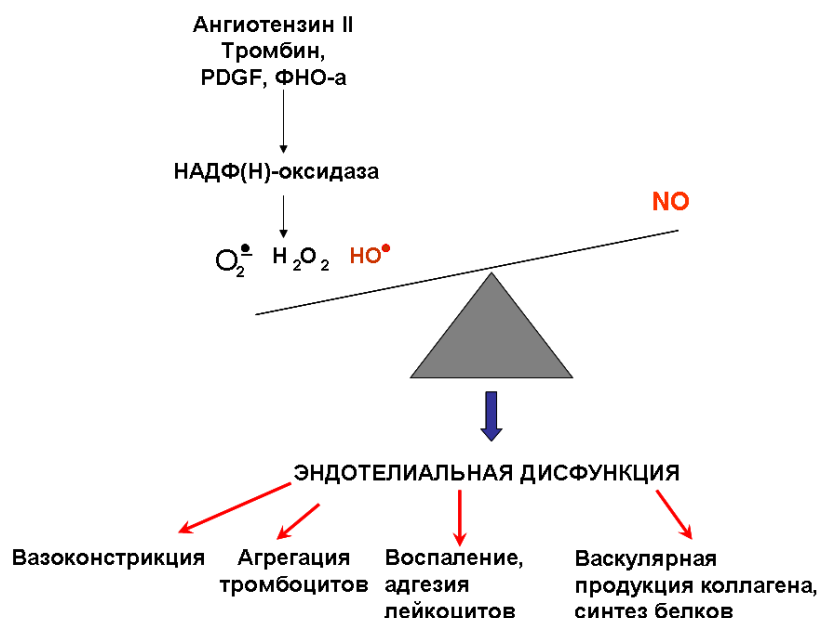 Ангиотензин II
Тромбин,
PDGF, ФНО-а
НАДФ(Н)-оксидаза
NO
O₂•̄ H₂O₂ HO•
ЭНДОТЕЛИАЛЬНАЯ ДИСФУНКЦИЯ
Вазоконстрикция
Агрегация
тромбоцитов
Воспаление,
адгезия
лейкоцитов
Васкулярная
продукция коллагена,
синтез белков